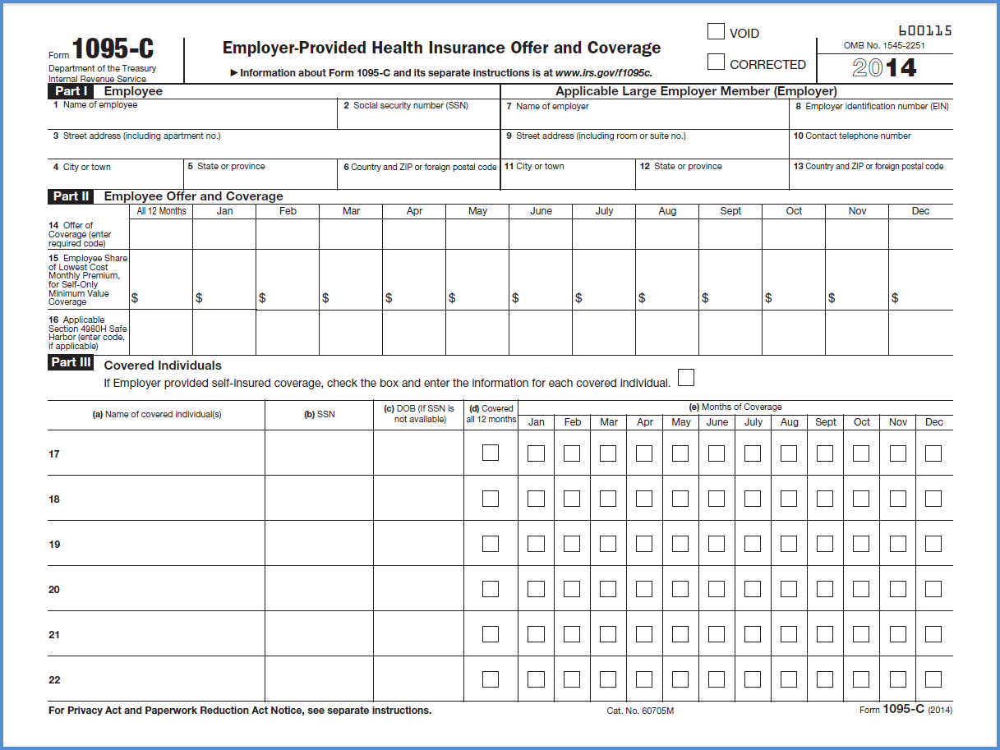 Form 1095-C
Department of the Treasury
Internal Revenue Service
Employer-Provided Health Insurance Offer and Coverage
▶ Information about Form 1095-C and its separate instructions is at www.irs.gov/f1095c.
VOID
CORRECTED
600115
OMB No. 1545-2251
2014
Part I Employee
Applicable Large Employer Member (Employer)
1 Name of employee
2 Social security number (SSN)
7 Name of employer
8 Employer identification number (EIN)
3 Street address (including apartment no.)
9 Street address (including room or suite no.)
10 Contact telephone number
4 City or town
5 State or province
6 Country and ZIP or foreign postal code
11 City or town
12 State or province
13 Country and ZIP or foreign postal code
Part II Employee Offer and Coverage
All 12 Months Jan Feb Mar Apr May June July Aug Sept Oct Nov Dec
14 Offer of
Coverage (enter
required code)
15 Employee Share
of Lowest Cost
Monthly Premium,
for Self-Only
Minimum Value
Coverage
$ $ $ $ $ $ $ $ $ $ $ $ $
16 Applicable
Section 4980H Safe
Harbor (enter code,
if applicable)
Part III Covered Individuals
If Employer provided self-insured coverage, check the box and enter the information for each covered individual.
(a) Name of covered individual(s)
(b) SSN
(c) DOB (If SSN is
not available)
(d) Covered
all 12 months
(e) Months of Coverage
Jan Feb Mar Apr May June July Aug Sept Oct Nov Dec
17
18
19
20
21
22
For Privacy Act and Paperwork Reduction Act Notice, see separate instructions.
Cat. No. 60705M
Form 1095-C (2014)